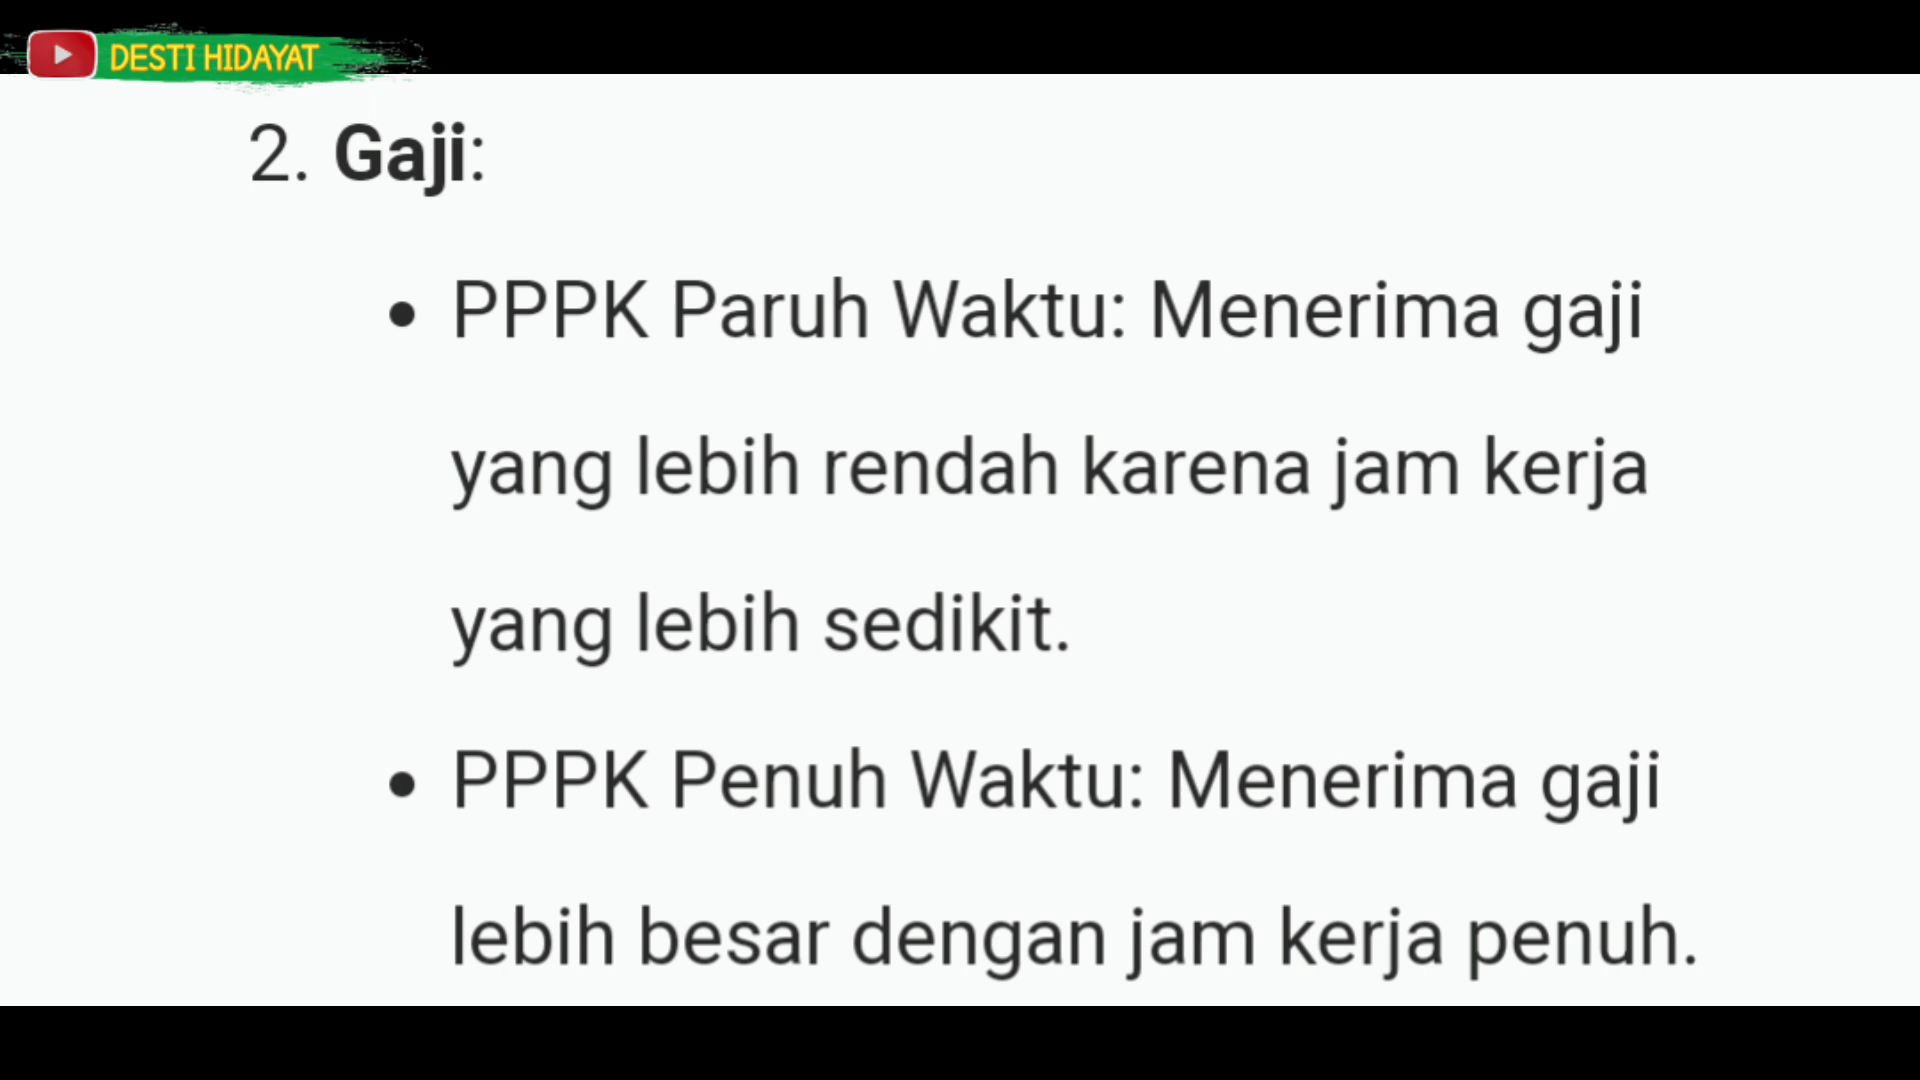 DESTI HIDAYAT
2. Gaji:
• PPPK Paruh Waktu: Menerima gaji
yang lebih rendah karena jam kerja
yang lebih sedikit.
• PPPK Penuh Waktu: Menerima gaji
lebih besar dengan jam kerja penuh.